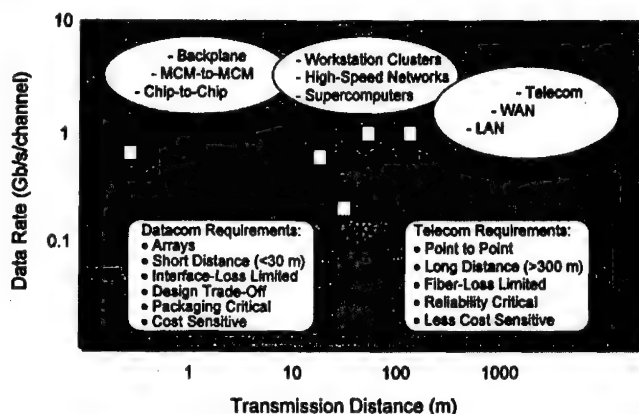 10
1
0.1
Data Rate (Gb/s/channel)
- Backplane
- MCM-to-MCM
- Chip-to-Chip
- Workstation Clusters
- High-Speed Networks
- Supercomputers
- Telecom
- WAN
- LAN
Datacom Requirements:
• Arrays
• Short Distance (<30 m)
• Interface-Loss Limited
• Design Trade-Off
• Packaging Critical
• Cost Sensitive
Telecom Requirements:
• Point to Point
• Long Distance (>300 m)
• Fiber-Loss Limited
• Reliability Critical
• Less Cost Sensitive
1 10 100 1000
Transmission Distance (m)